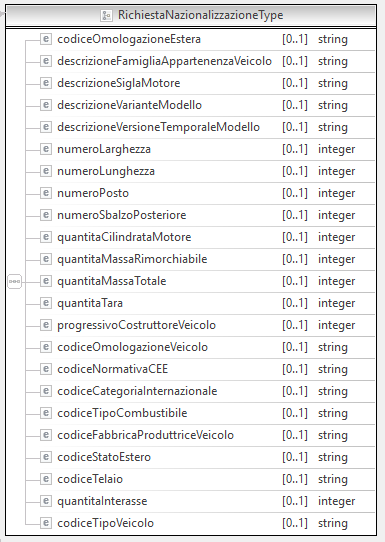 RichiestaNazionalizzazioneType
e codiceOmologazioneEstera [0..1] string
e descrizioneFamigliaAppartenenzaVeicolo [0..1] string
e descrizioneSiglaMotore [0..1] string
e descrizioneVarianteModello [0..1] string
e descrizioneVersioneTemporaleModello [0..1] string
e numeroLarghezza [0..1] integer
e numeroLunghezza [0..1] integer
e numeroPosto [0..1] integer
e numeroSbalzoPosteriore [0..1] integer
e quantitaCilindrataMotore [0..1] integer
e quantitaMassaRimorchiabile [0..1] integer
e quantitaMassaTotale [0..1] integer
e quantitaTara [0..1] integer
e progressivoCostruttoreVeicolo [0..1] integer
e codiceOmologazioneVeicolo [0..1] string
e codiceNormativaCEE [0..1] string
e codiceCategoriaInternazionale [0..1] string
e codiceTipoCombustibile [0..1] string
e codiceFabbricaProduttriceVeicolo [0..1] string
e codiceStatoEstero [0..1] string
e codiceTelaio [0..1] string
e quantitaInterasse [0..1] integer
e codiceTipoVeicolo [0..1] string